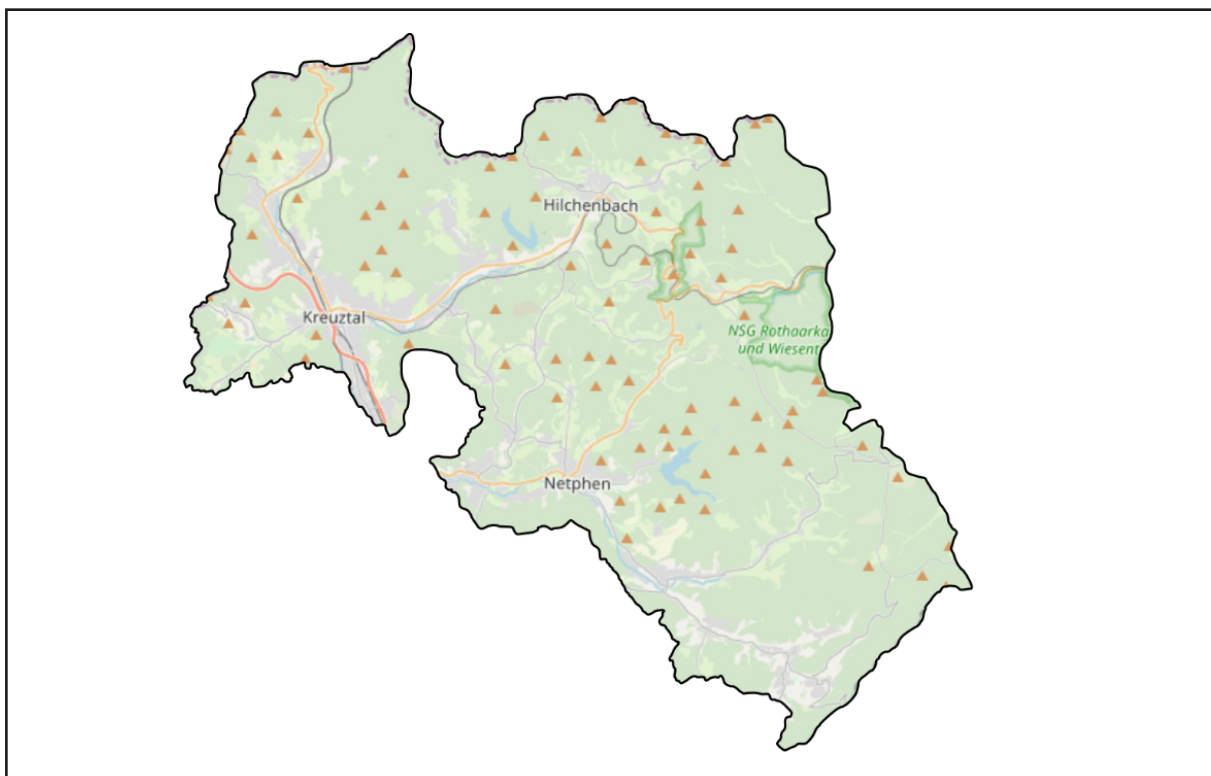 Hilchenbach
Kreuztal
NSG Rothaarka
und Wiesent
Netphen